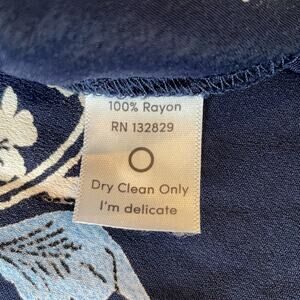 100% Rayon
RN 132829
Dry Clean Only
I'm delicate